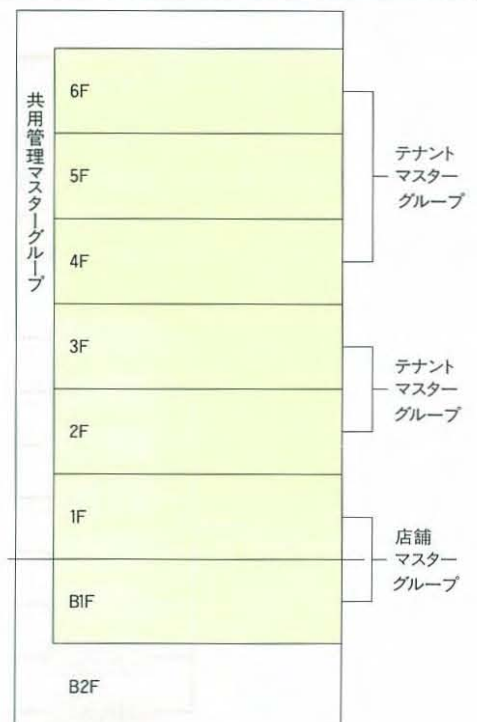 共用管理マスターグループ
6F
5F
4F
3F
2F
1F
B1F
B2F
テナント
マスター
グループ
テナント
マスター
グループ
店舗
マスター
グループ